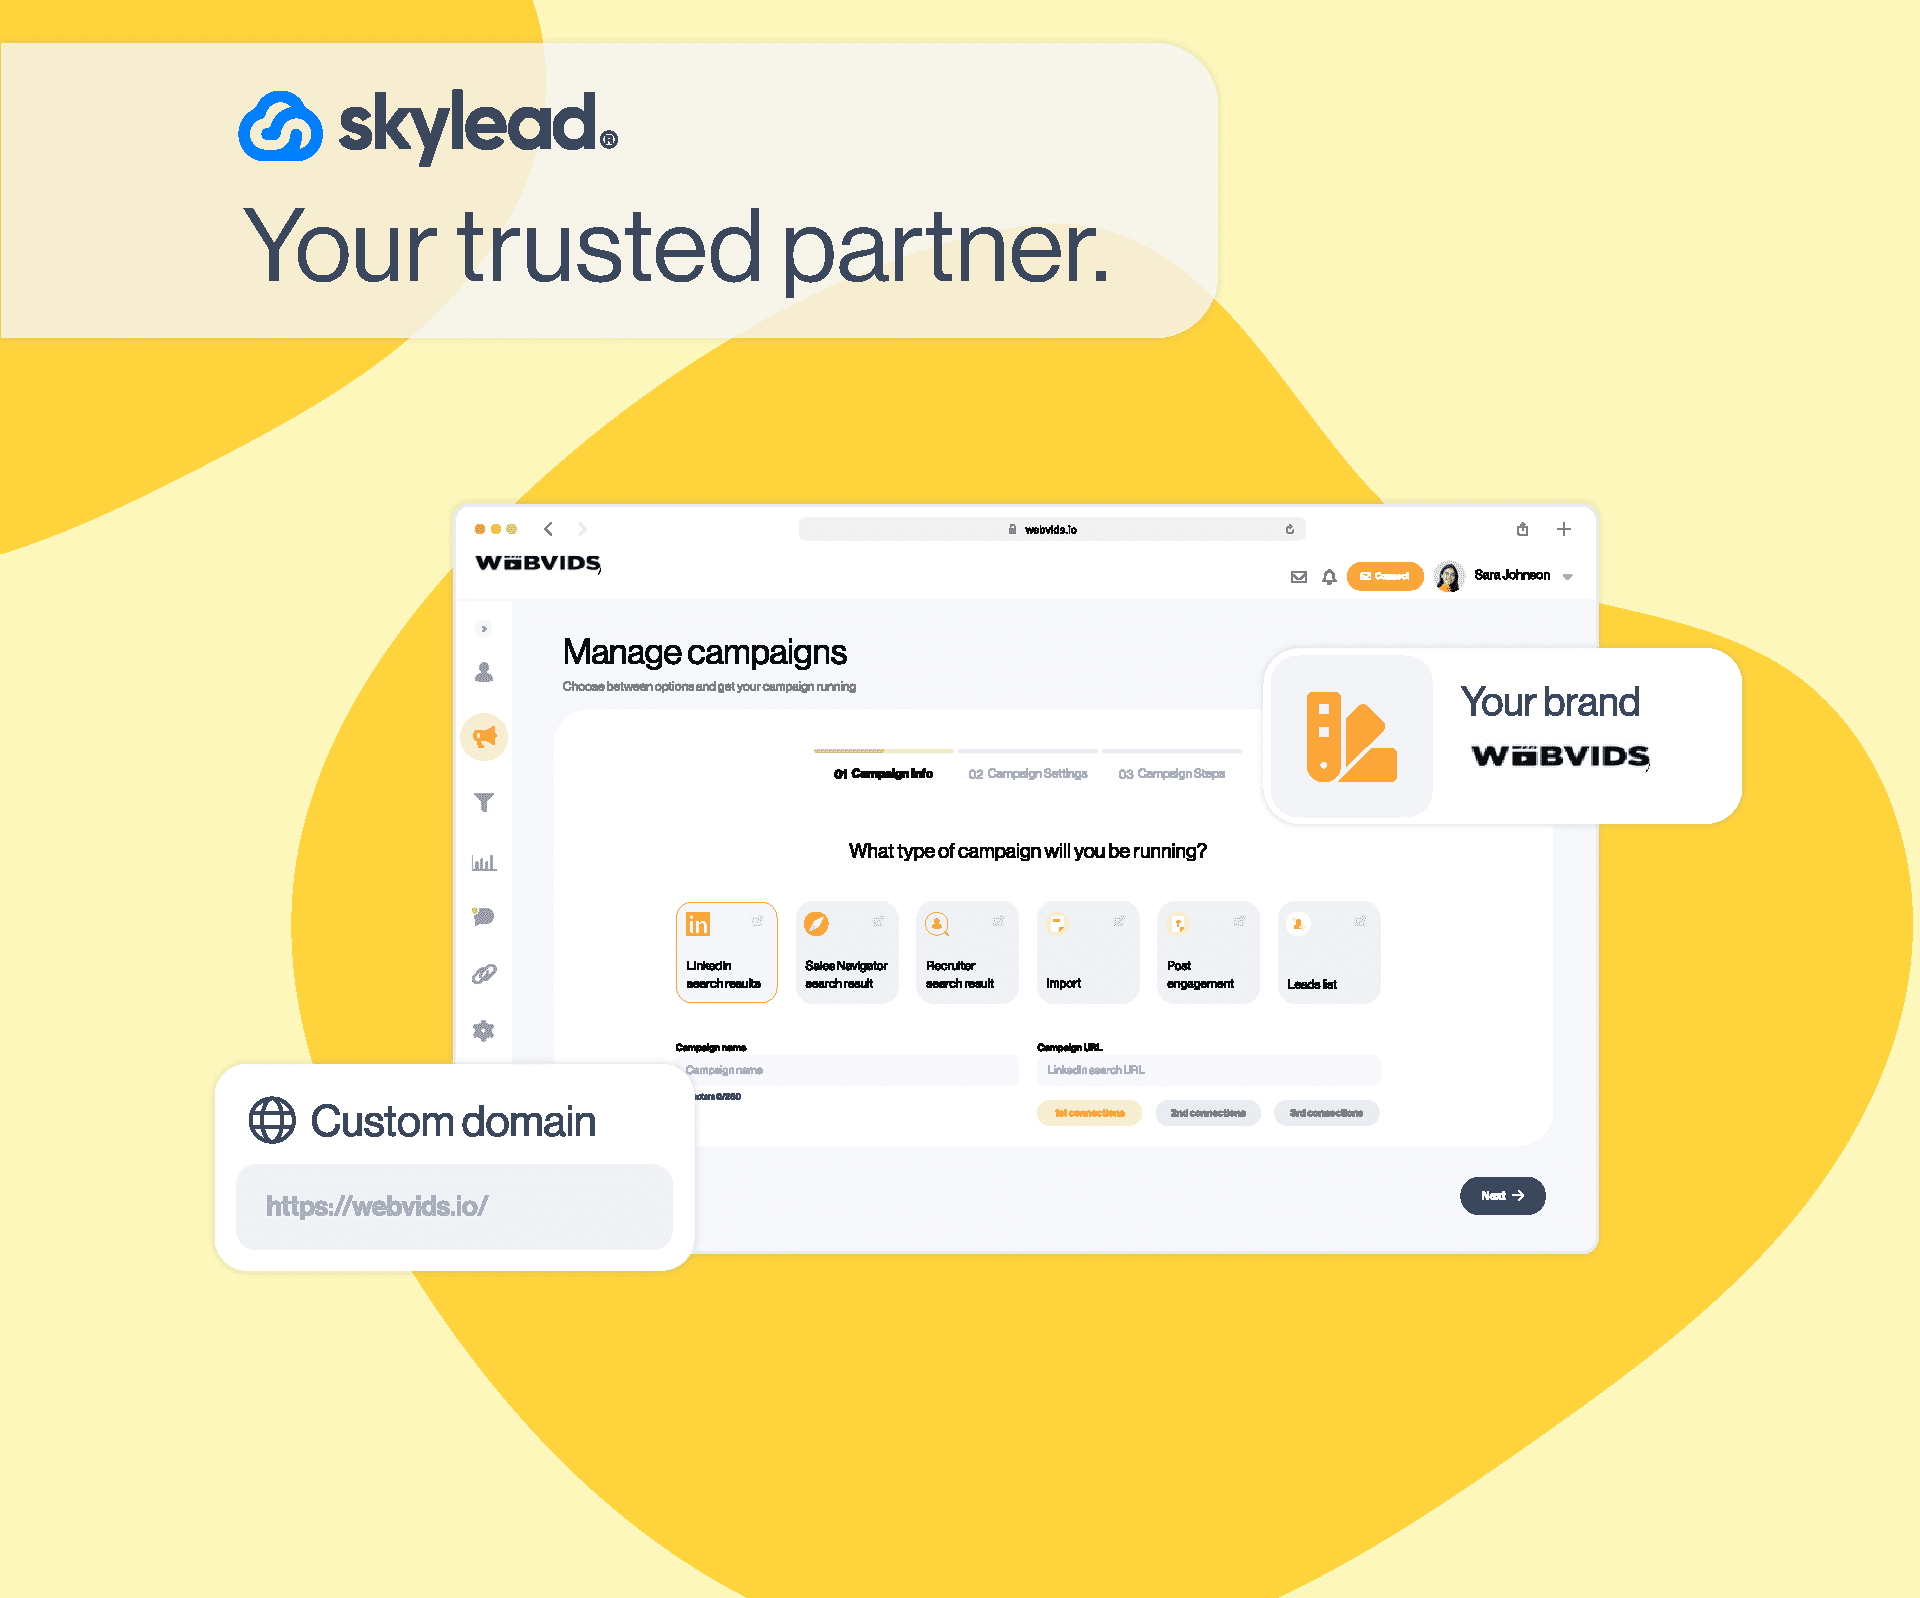 skylead®
Your trusted partner.
webvids.io
WEBVIDS
Connect
Sara Johnson
Manage campaigns
Choose between options and get your campaign running
Your brand
WEBVIDS
01 Campaign Info
02 Campaign Settings
03 Campaign Steps
What type of campaign will you be running?
in
LinkedIn
search results
Sales Navigator
search result
Recruiter
search result
Import
Post
engagement
Leads list
Campaign name
Campaign URL
Campaign name
LinkedIn search URL
0/250
1st connections
2nd connections
3rd connections
Custom domain
https://webvids.io/
Next